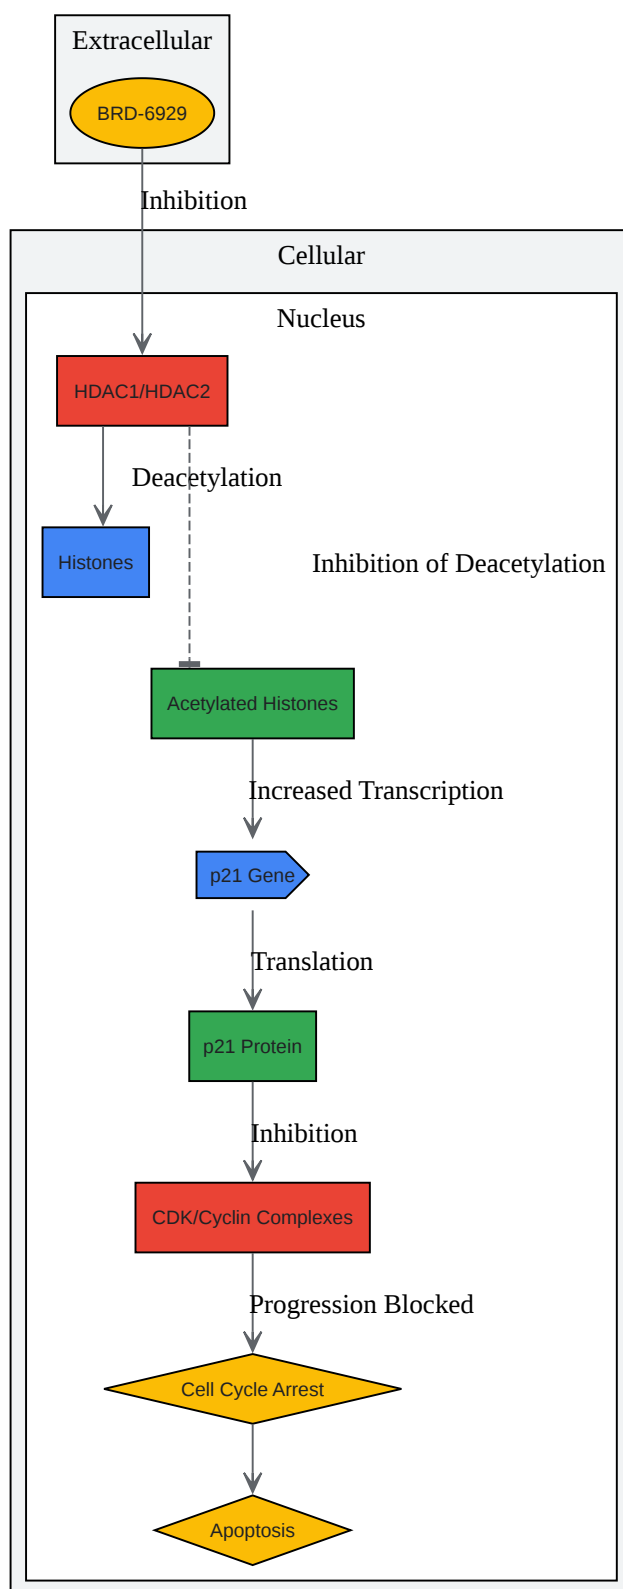 Extracellular
BRD-6929
Inhibition
Cellular
Nucleus
HDAC1/HDAC2
Deacetylation
Histones
Inhibition of Deacetylation
Acetylated Histones
Increased Transcription
p21 Gene
Translation
p21 Protein
Inhibition
CDK/Cyclin Complexes
Progression Blocked
Cell Cycle Arrest
Apoptosis